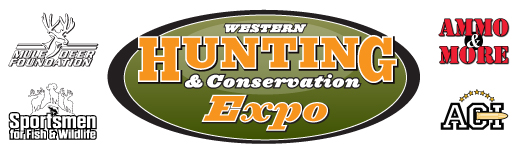 MULE DEER
FOUNDATION
Sportsmen
for Fish & Wildlife
WESTERN
HUNTING
& Conservation
Expo
AMMO
&
MORE
ACI